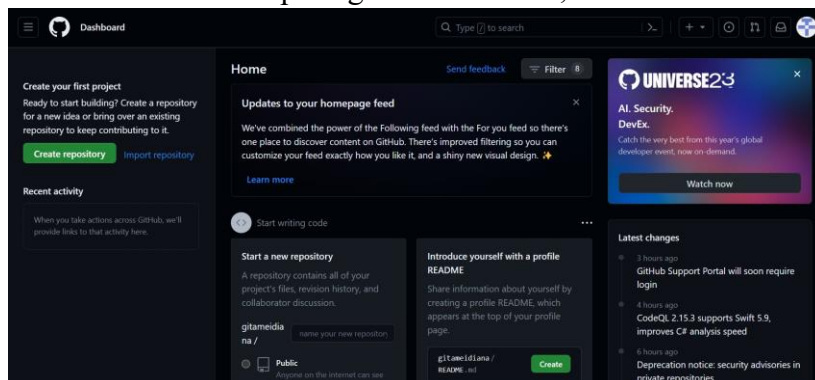 Dashboard
Type / to search
Create your first project
Ready to start building? Create a repository
for a new idea or bring over an existing
repository to keep contributing to it.
Create repository
Import repository
Recent activity
When you take actions across GitHub, we'll
provide links to that activity here.
Home
Send feedback
Filter 8
Updates to your homepage feed
We've combined the power of the Following
feed with the For you feed so there's
one place to discover content on GitHub. There's improved filtering so you can
customize your feed exactly how you like it, and a shiny new visual design. ✨
Learn more
Start writing code
Start a new repository
A repository contains all of your
project's files, revision history, and
collaborator discussion.
gitameidia
na /
name your new repository
Public
Anyone on the internet can see
Introduce yourself with a profile
README
Share information about yourself by
creating a profile README, which
appears at the top of your profile
page.
gitameidiana/
README.md
Create
UNIVERSE23
AI. Security.
DevEx.
Catch the very best from this year's global
developer event, now on-demand.
Watch now
Latest changes
3 hours ago
GitHub Support Portal will soon require
login
4 hours ago
CodeQL 2.15.3 supports Swift 5.9,
improves C# analysis speed
6 hours ago
Deprecation notice: security advisories in
private repositories